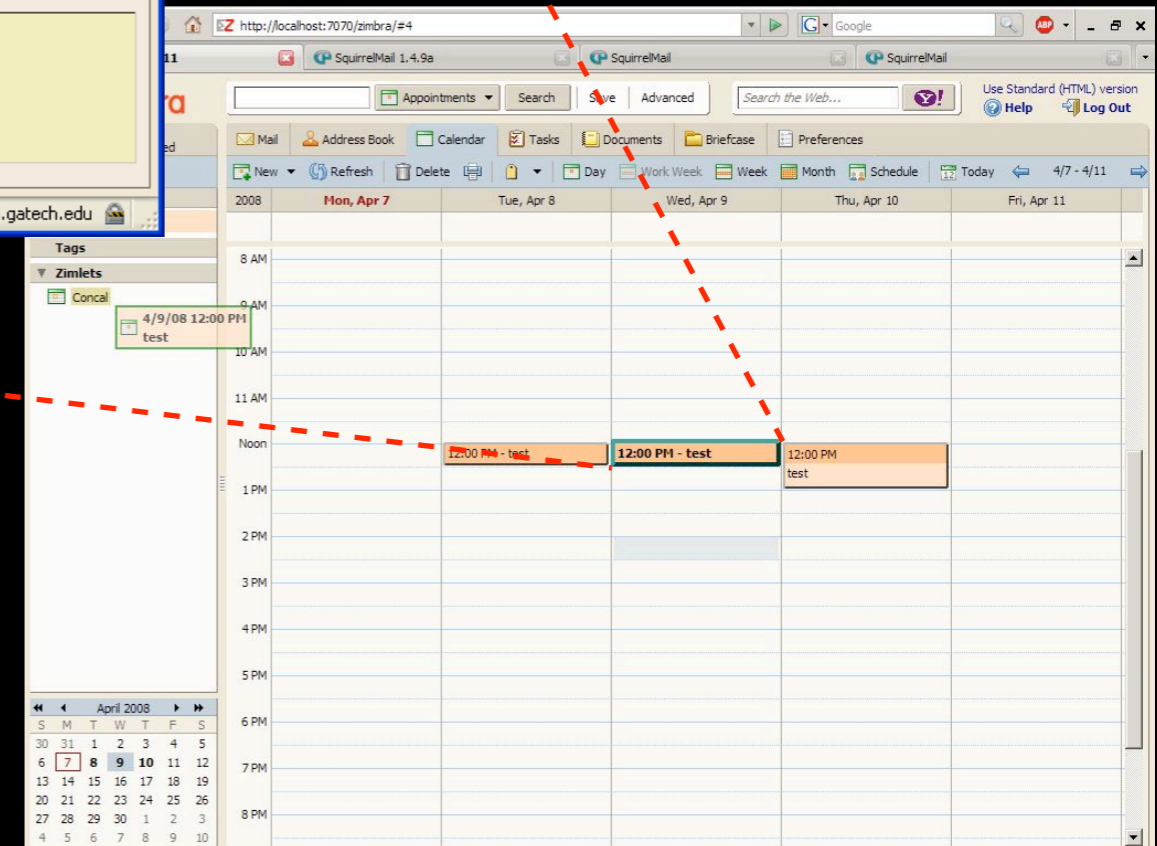 http://localhost:7070/zimbra/#4
G Google
ABP
11
SquirrelMail 1.4.9a
SquirrelMail
SquirrelMail
ra
Appointments
Search
Save
Advanced
Search the Web...
Y!
Use Standard (HTML) version
Help
Log Out
ed
Mail
Address Book
Calendar
Tasks
Documents
Briefcase
Preferences
New
Refresh
Delete
Day
Work Week
Week
Month
Schedule
12 Today
4/7 - 4/11
2008 Mon, Apr 7 Tue, Apr 8 Wed, Apr 9 Thu, Apr 10 Fri, Apr 11
.gatech.edu
Tags
Zimlets
Concal
4/9/08 12:00 PM
test
8 AM
9 AM
10 AM
11 AM
Noon
1 PM
2 PM
3 PM
4 PM
5 PM
6 PM
7 PM
8 PM
12:00 PM - test
12:00 PM - test
12:00 PM
test
April 2008
S M T W T F S
30 31 1 2 3 4 5
6 7 8 9 10 11 12
13 14 15 16 17 18 19
20 21 22 23 24 25 26
27 28 29 30 1 2 3
4 5 6 7 8 9 10